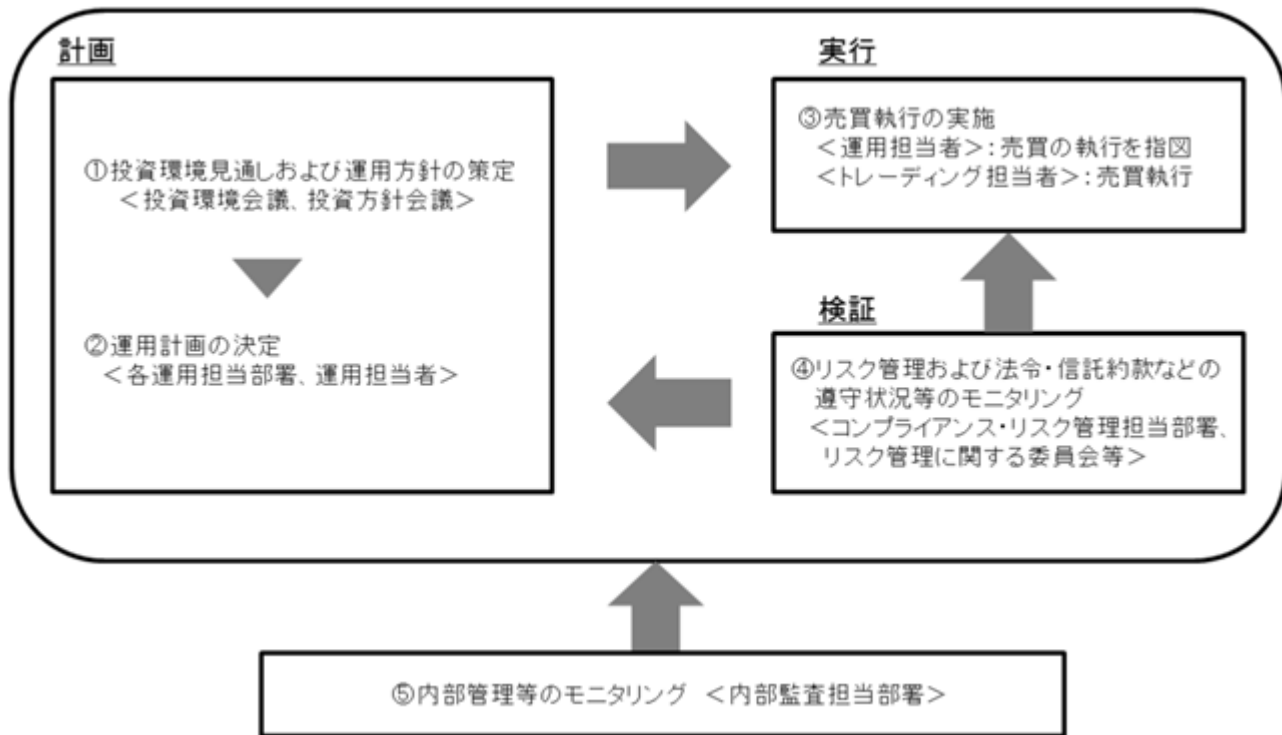 計画
①投資環境見通しおよび運用方針の策定
＜投資環境会議、投資方針会議＞
②運用計画の決定
＜各運用担当部署、運用担当者＞
実行
③売買執行の実施
＜運用担当者＞：売買の執行を指図
＜トレーディング担当者＞：売買執行
検証
④リスク管理および法令・信託約款などの
遵守状況等のモニタリング
＜コンプライアンス・リスク管理担当部署、
リスク管理に関する委員会等＞
⑤内部管理等のモニタリング　＜内部監査担当部署＞